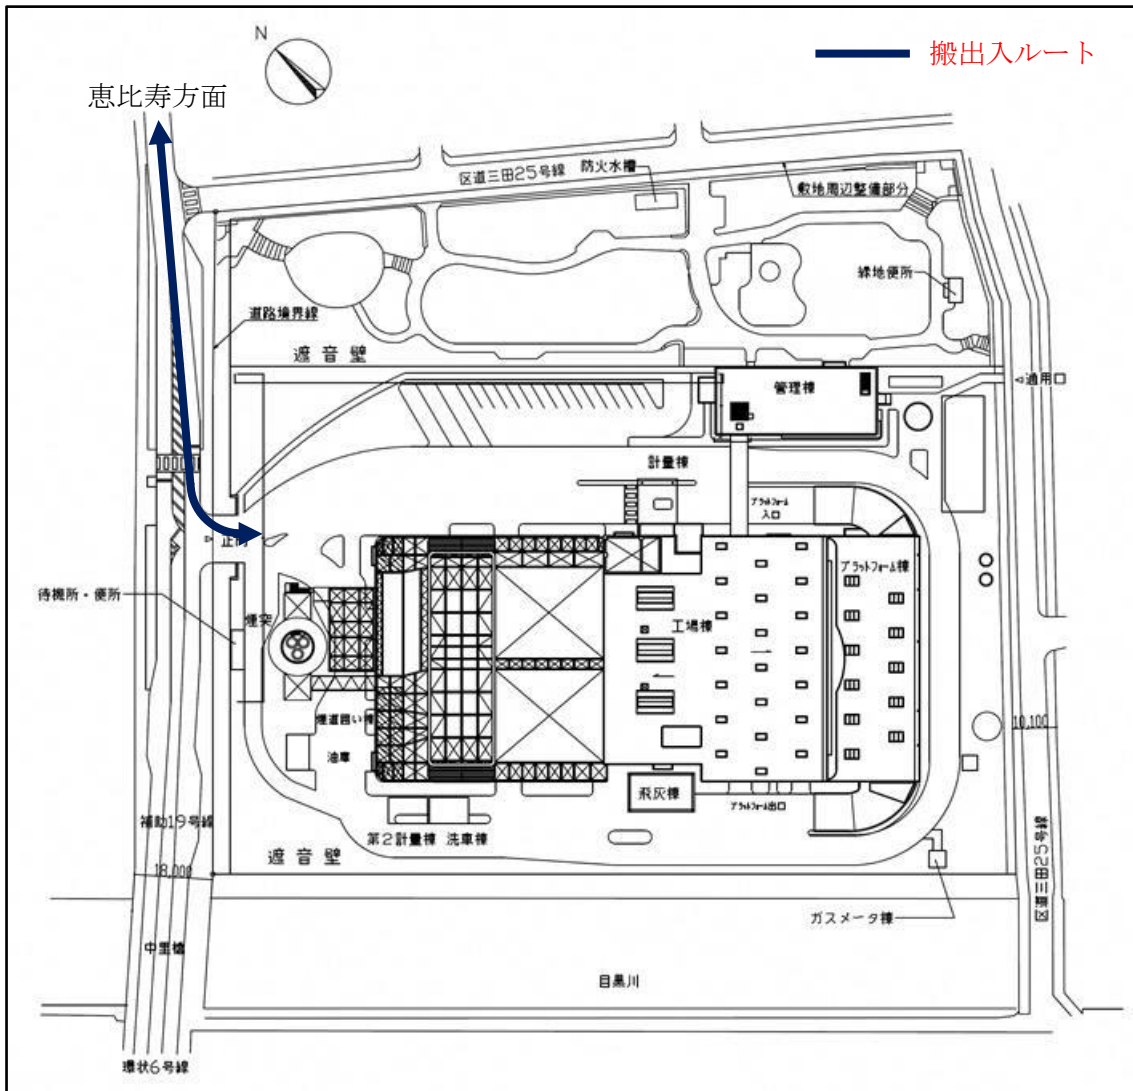 N
搬出入ルート
恵比寿方面
区道三田25号線
防火水槽
敷地周辺整備部分
緑地便所
道路境界線
遮音壁
管理棟
通用口
計量棟
プラットフォーム
入口
正門
プラットフォーム棟
待機所・便所
煙突
工場棟
煙道囲い棟
油庫
10,100
飛灰棟
プラットフォーム出口
補助19号線
第2計量棟
洗車棟
遮音壁
18,000
区道三田25号線
ガスメータ棟
目黒川
環状6号線